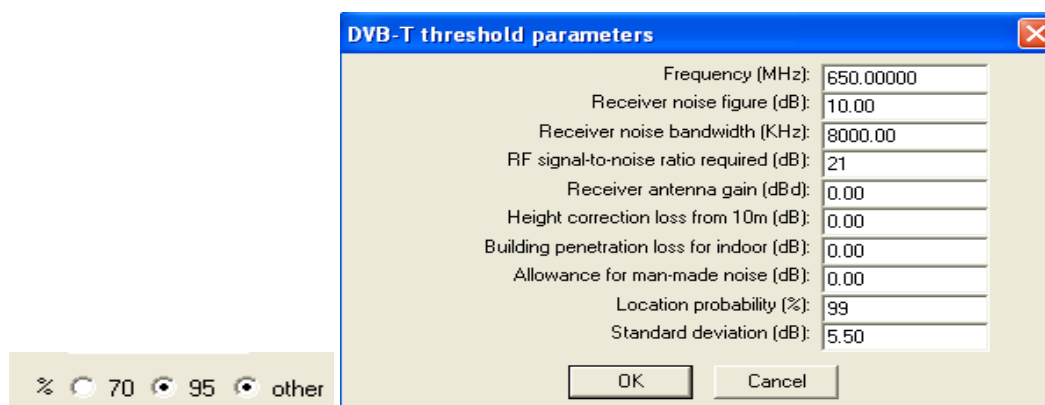 DVB-T threshold parameters
Frequency (MHz): 650.00000
Receiver noise figure (dB): 10.00
Receiver noise bandwidth (KHz): 8000.00
RF signal-to-noise ratio required (dB): 21
Receiver antenna gain (dBd): 0.00
Height correction loss from 10m (dB): 0.00
Building penetration loss for indoor (dB): 0.00
Allowance for man-made noise (dB): 0.00
Location probability (%): 99
Standard deviation (dB): 5.50
OK Cancel
% 70 95 other